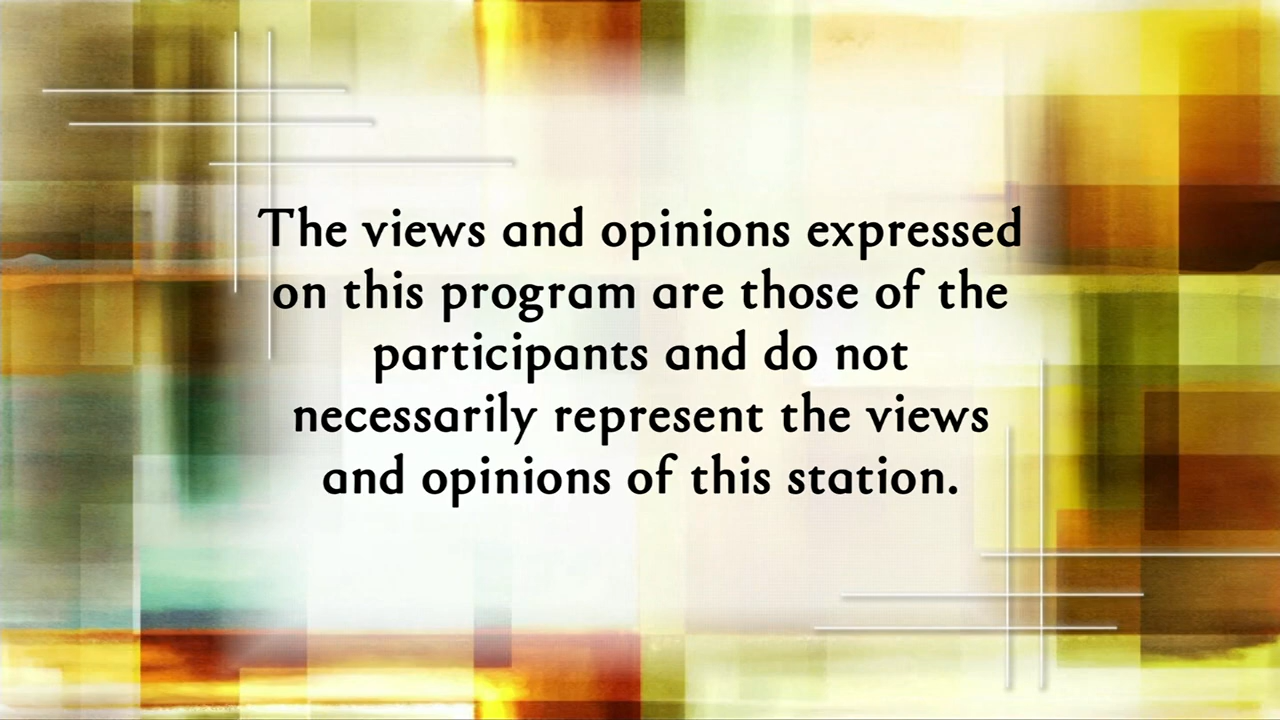 The views and opinions expressed
on this program are those of the
participants and do not
necessarily represent the views
and opinions of this station.